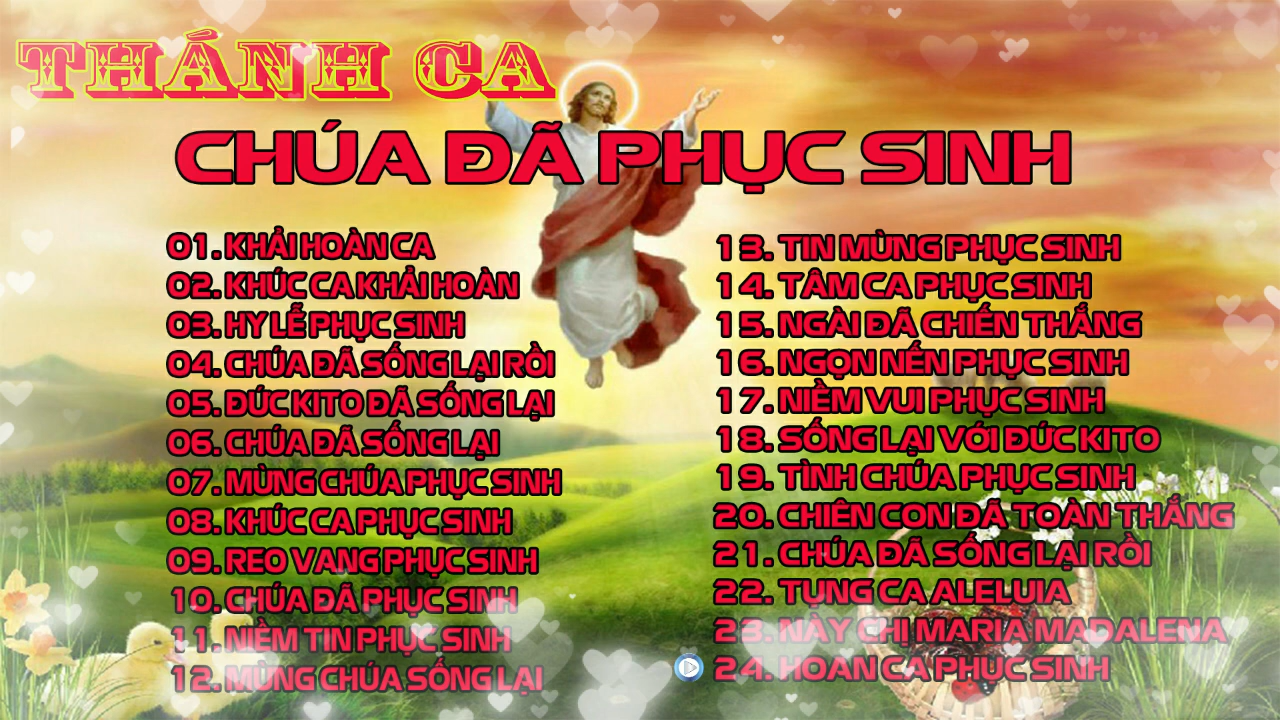 THÁNH CA
CHÚA ĐÃ PHỤC SINH
01. KHẢI HOÀN CA
02. KHÚC CA KHẢI HOÀN
03. HY LỄ PHỤC SINH
04. CHÚA ĐÃ SỐNG LẠI RỒI
05. ĐỨC KITO ĐÃ SỐNG LẠI
06. CHÚA ĐÃ SỐNG LẠI
07. MỪNG CHÚA PHỤC SINH
08. KHÚC CA PHỤC SINH
09. REO VANG PHỤC SINH
10. CHÚA ĐÃ PHỤC SINH
11. NIỀM TIN PHỤC SINH
12. MỪNG CHÚA SỐNG LẠI
13. TIN MỪNG PHỤC SINH
14. TÂM CA PHỤC SINH
15. NGÀI ĐÃ CHIẾN THẮNG
16. NGỌN NẾN PHỤC SINH
17. NIỀM VUI PHỤC SINH
18. SỐNG LẠI VỚI ĐỨC KITO
19. TÌNH CHÚA PHỤC SINH
20. CHIÊN CON ĐÃ TOÀN THẮNG
21. CHÚA ĐÃ SỐNG LẠI RỒI
22. TỤNG CA ALELUIA
23. NÀY CHỊ MARIA MADALENA
24. HOAN CA PHỤC SINH